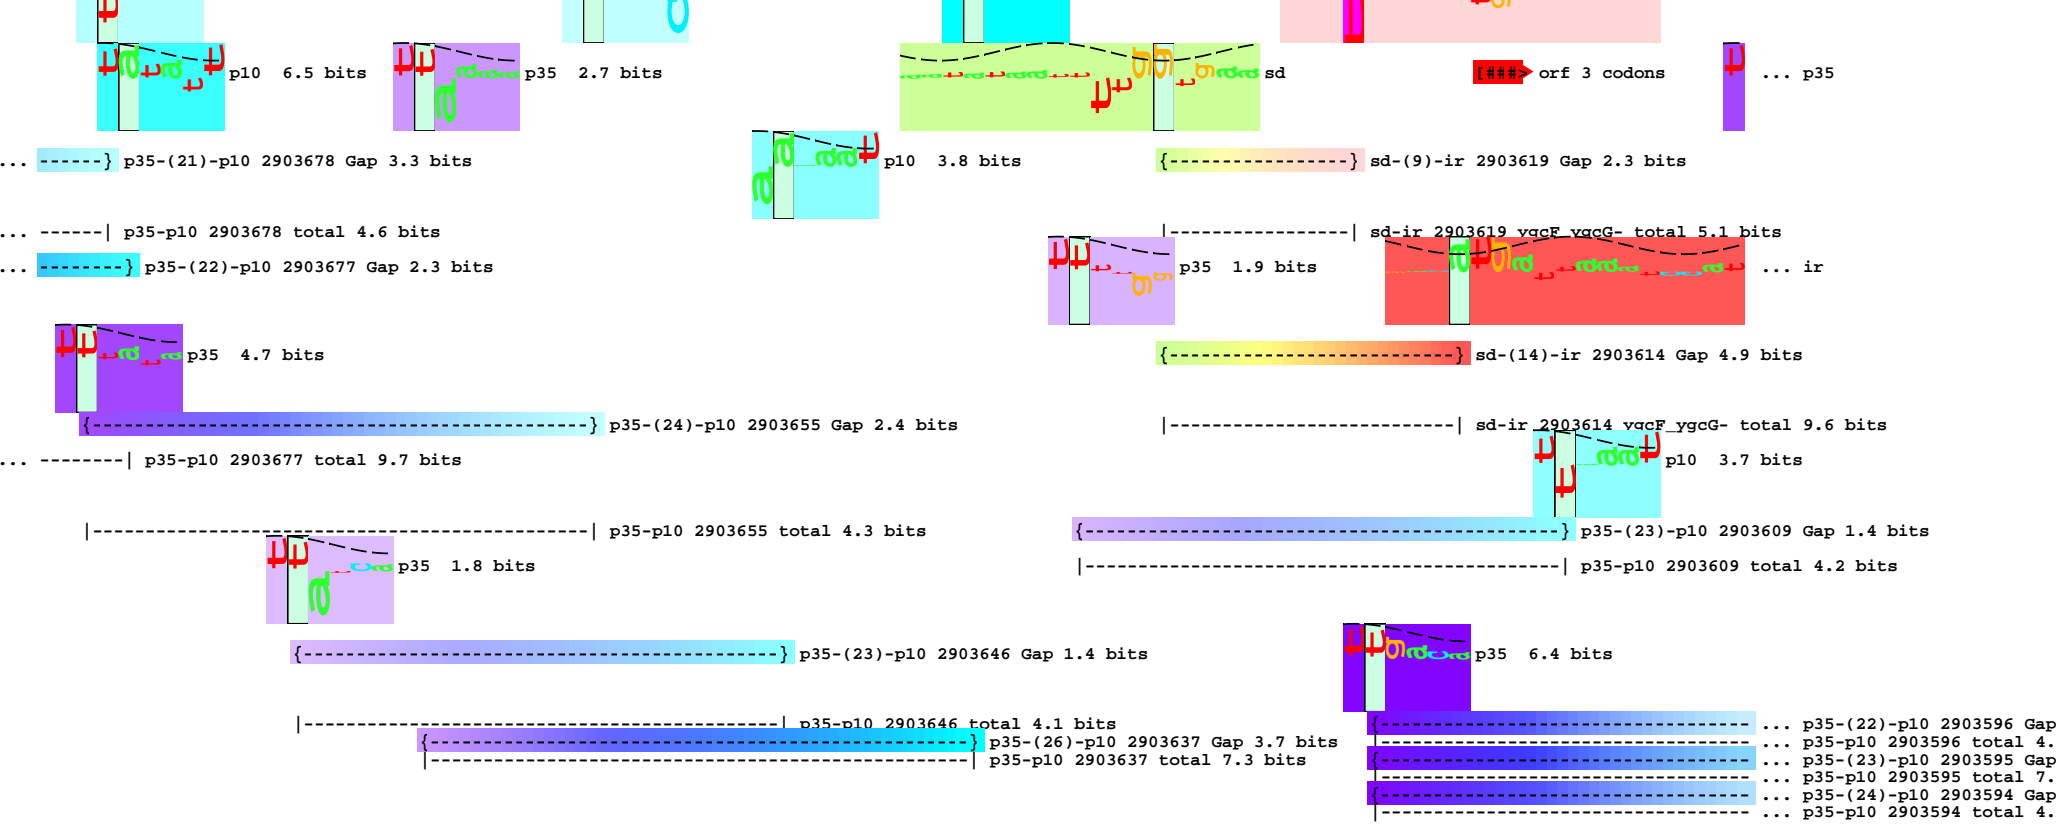 p10  6.5 bits
p35  2.7 bits
sd
[###> orf 3 codons
... p35
... ------} p35-(21)-p10 2903678 Gap 3.3 bits
p10  3.8 bits
{-----------------} sd-(9)-ir 2903619 Gap 2.3 bits
... ------| p35-p10 2903678 total 4.6 bits
|-----------------| sd-ir 2903619 ygcF_ygcG- total 5.1 bits
... --------} p35-(22)-p10 2903677 Gap 2.3 bits
p35  1.9 bits
... ir
p35  4.7 bits
{---------------------------} sd-(14)-ir 2903614 Gap 4.9 bits
{-----------------------------------------------} p35-(24)-p10 2903655 Gap 2.4 bits
|---------------------------| sd-ir 2903614 ygcF_ygcG- total 9.6 bits
... --------| p35-p10 2903677 total 9.7 bits
p10  3.7 bits
|-----------------------------------------------| p35-p10 2903655 total 4.3 bits
{---------------------------------------------} p35-(23)-p10 2903609 Gap 1.4 bits
p35  1.8 bits
|---------------------------------------------| p35-p10 2903609 total 4.2 bits
{---------------------------------------------} p35-(23)-p10 2903646 Gap 1.4 bits
p35  6.4 bits
|---------------------------------------------| p35-p10 2903646 total 4.1 bits
{----------------------------------- ... p35-(22)-p10 2903596 Gap
{---------------------------------------------------} p35-(26)-p10 2903637 Gap 3.7 bits
|----------------------------------- ... p35-p10 2903596 total 4.
|---------------------------------------------------| p35-p10 2903637 total 7.3 bits
{----------------------------------- ... p35-(23)-p10 2903595 Gap
|----------------------------------- ... p35-p10 2903595 total 7.
{----------------------------------- ... p35-(24)-p10 2903594 Gap
|----------------------------------- ... p35-p10 2903594 total 4.